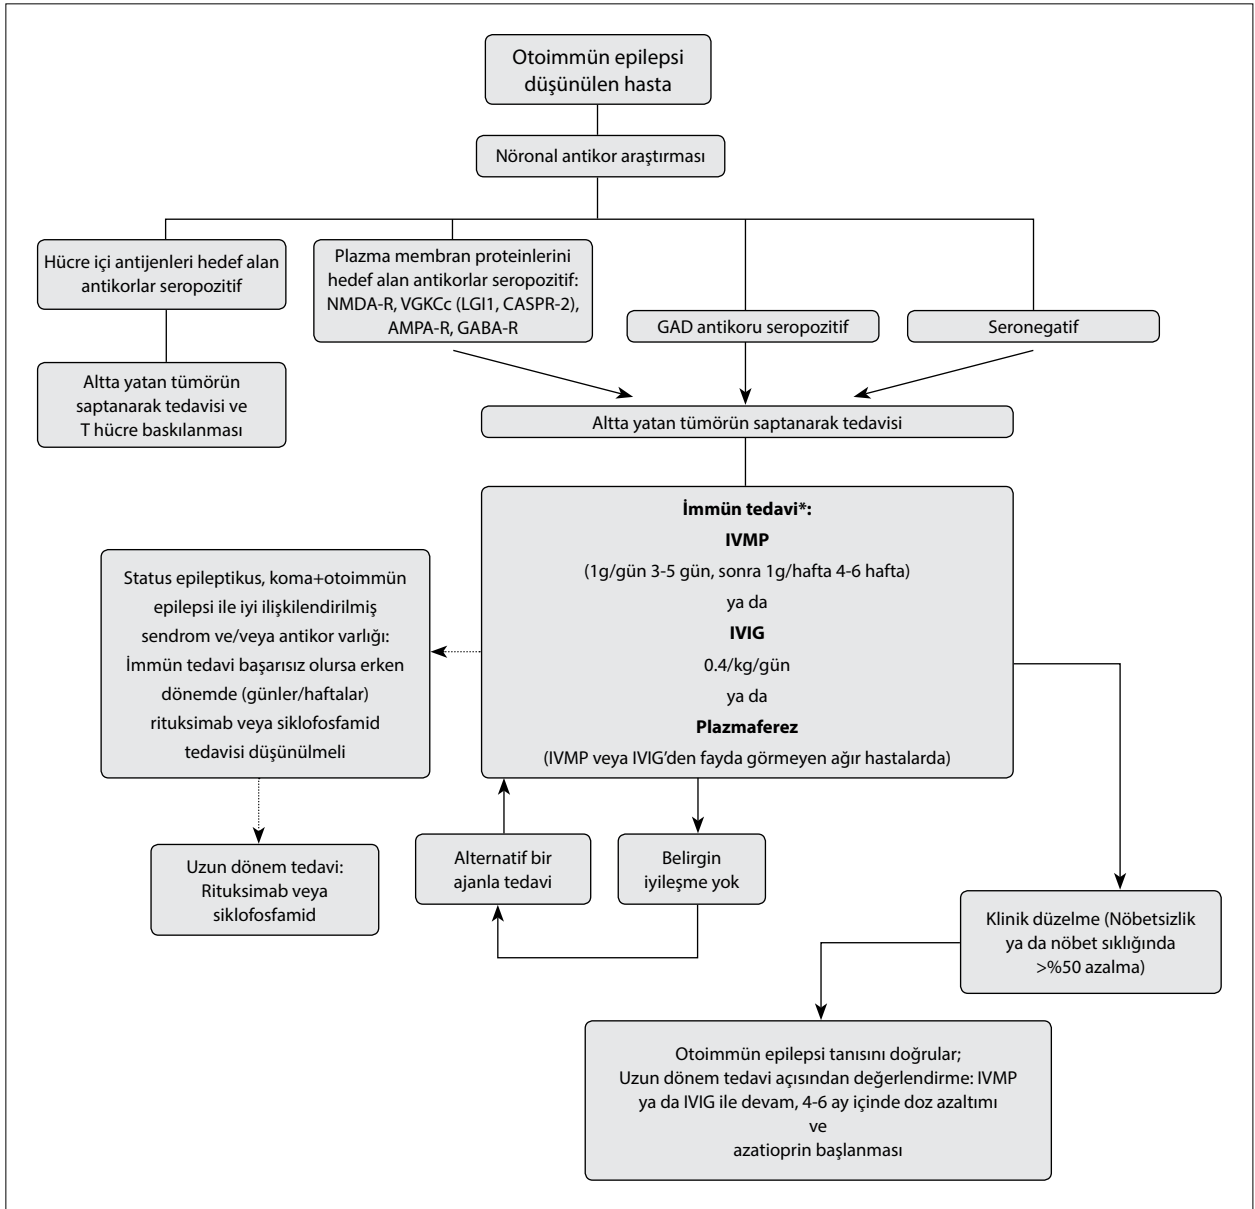 Otoimmün epilepsi
düşünülen hasta
Nöronal antikor araştırması
Hücre içi antijenleri hedef alan
antikorlar seropozitif
Plazma membran proteinlerini
hedef alan antikorlar seropozitif:
NMDA-R, VGKCc (LGI1, CASPR-2),
AMPA-R, GABA-R
GAD antikoru seropozitif
Seronegatif
Altta yatan tümörün
saptanarak tedavisi ve
T hücre baskılanması
Altta yatan tümörün saptanarak tedavisi
İmmün tedavi*:
IVMP
(1g/gün 3-5 gün, sonra 1g/hafta 4-6 hafta)
ya da
IVIG
0.4/kg/gün
ya da
Plazmaferez
(IVMP veya IVIG'den fayda görmeyen ağır hastalarda)
Status epileptikus, koma+otoimmün
epilepsi ile iyi ilişkilendirilmiş
sendrom ve/veya antikor varlığı:
İmmün tedavi başarısız olursa erken
dönemde (günler/haftalar)
rituksimab veya siklofosfamid
tedavisi düşünülmeli
Uzun dönem tedavi:
Rituksimab veya
siklofosfamid
Alternatif bir
ajanla tedavi
Belirgin
iyileşme yok
Klinik düzelme (Nöbetsizlik
ya da nöbet sıklığında
>%50 azalma)
Otoimmün epilepsi tanısını doğrular;
Uzun dönem tedavi açısından değerlendirme: IVMP
ya da IVIG ile devam, 4-6 ay içinde doz azaltımı
ve
azatioprin başlanması